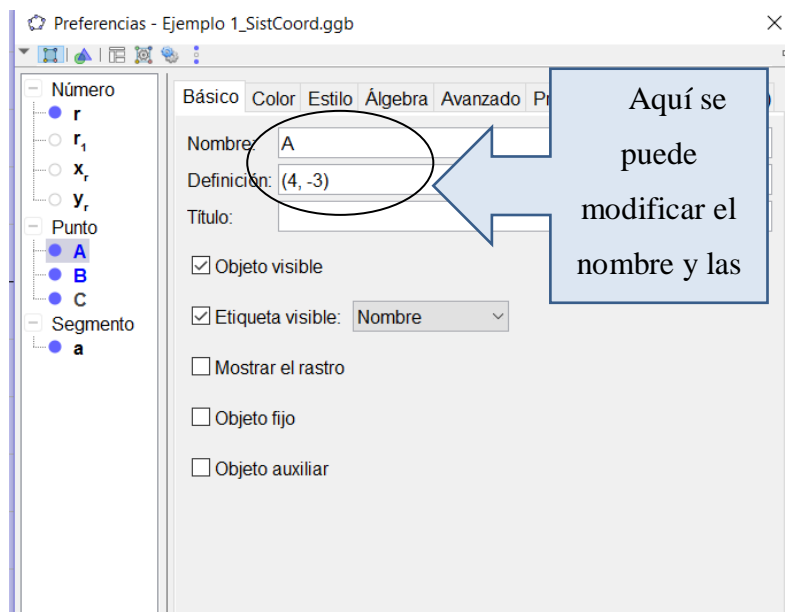 Preferencias - Ejemplo 1_SistCoord.ggb
Número
r
r₁
xᵣ
yᵣ
Punto
A
B
C
Segmento
a
Básico Color Estilo Álgebra Avanzado
Nombre: A
Definición: (4, -3)
Título:
Objeto visible
Etiqueta visible: Nombre
Mostrar el rastro
Objeto fijo
Objeto auxiliar
Aquí se
puede
modificar el
nombre y las